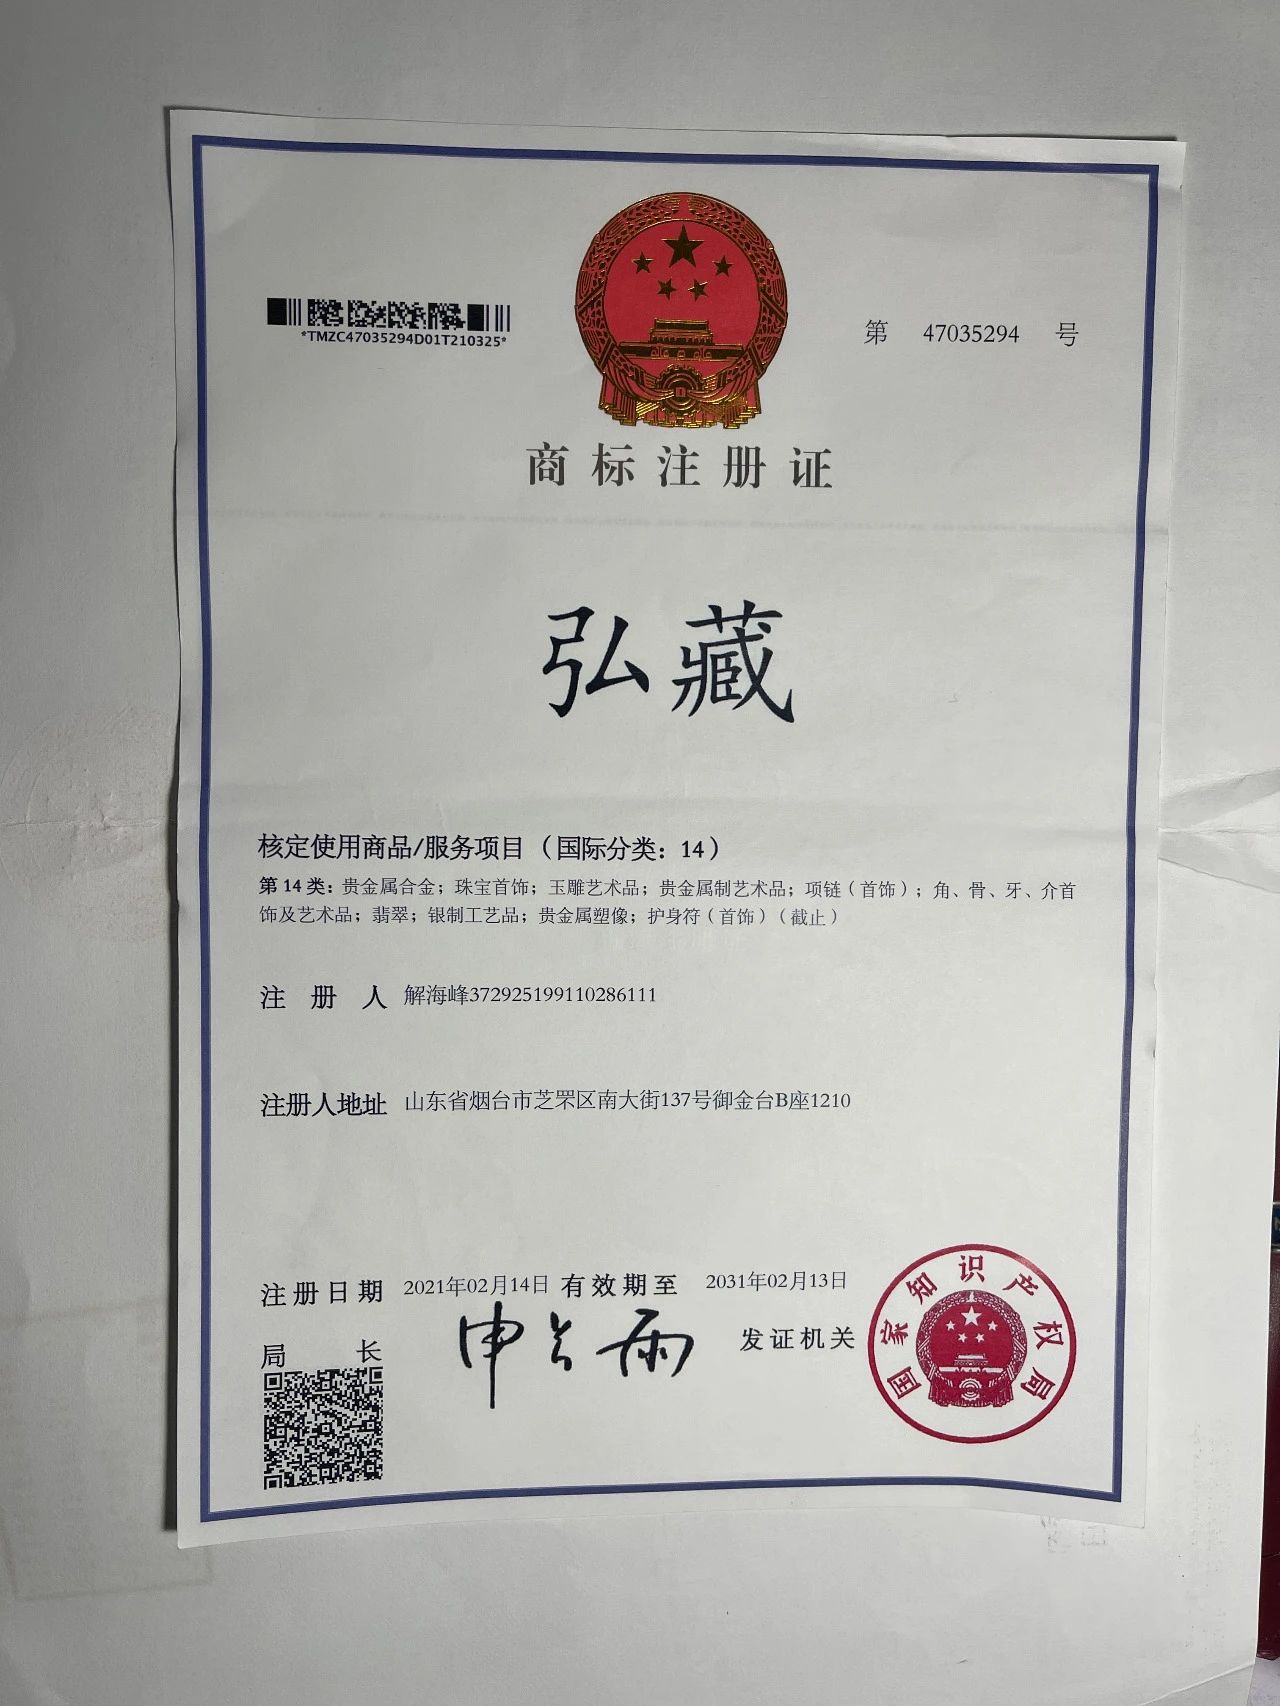 *TMZC47035294D01T210325*
第 47035294 号
商标注册证
弘藏
核定使用商品/服务项目（国际分类：14）
第14类：贵金属合金；珠宝首饰；玉雕艺术品；贵金属制艺术品；项链（首饰）；角、骨、牙、介首
饰及艺术品；翡翠；银制工艺品；贵金属塑像；护身符（首饰）（截止）
注册人 解海峰372925199110286111
注册人地址 山东省烟台市芝罘区南大街137号御金台B座1210
注册日期 2021年02月14日 有效期至 2031年02月13日
局长 申长雨 发证机关
国家知识产权局